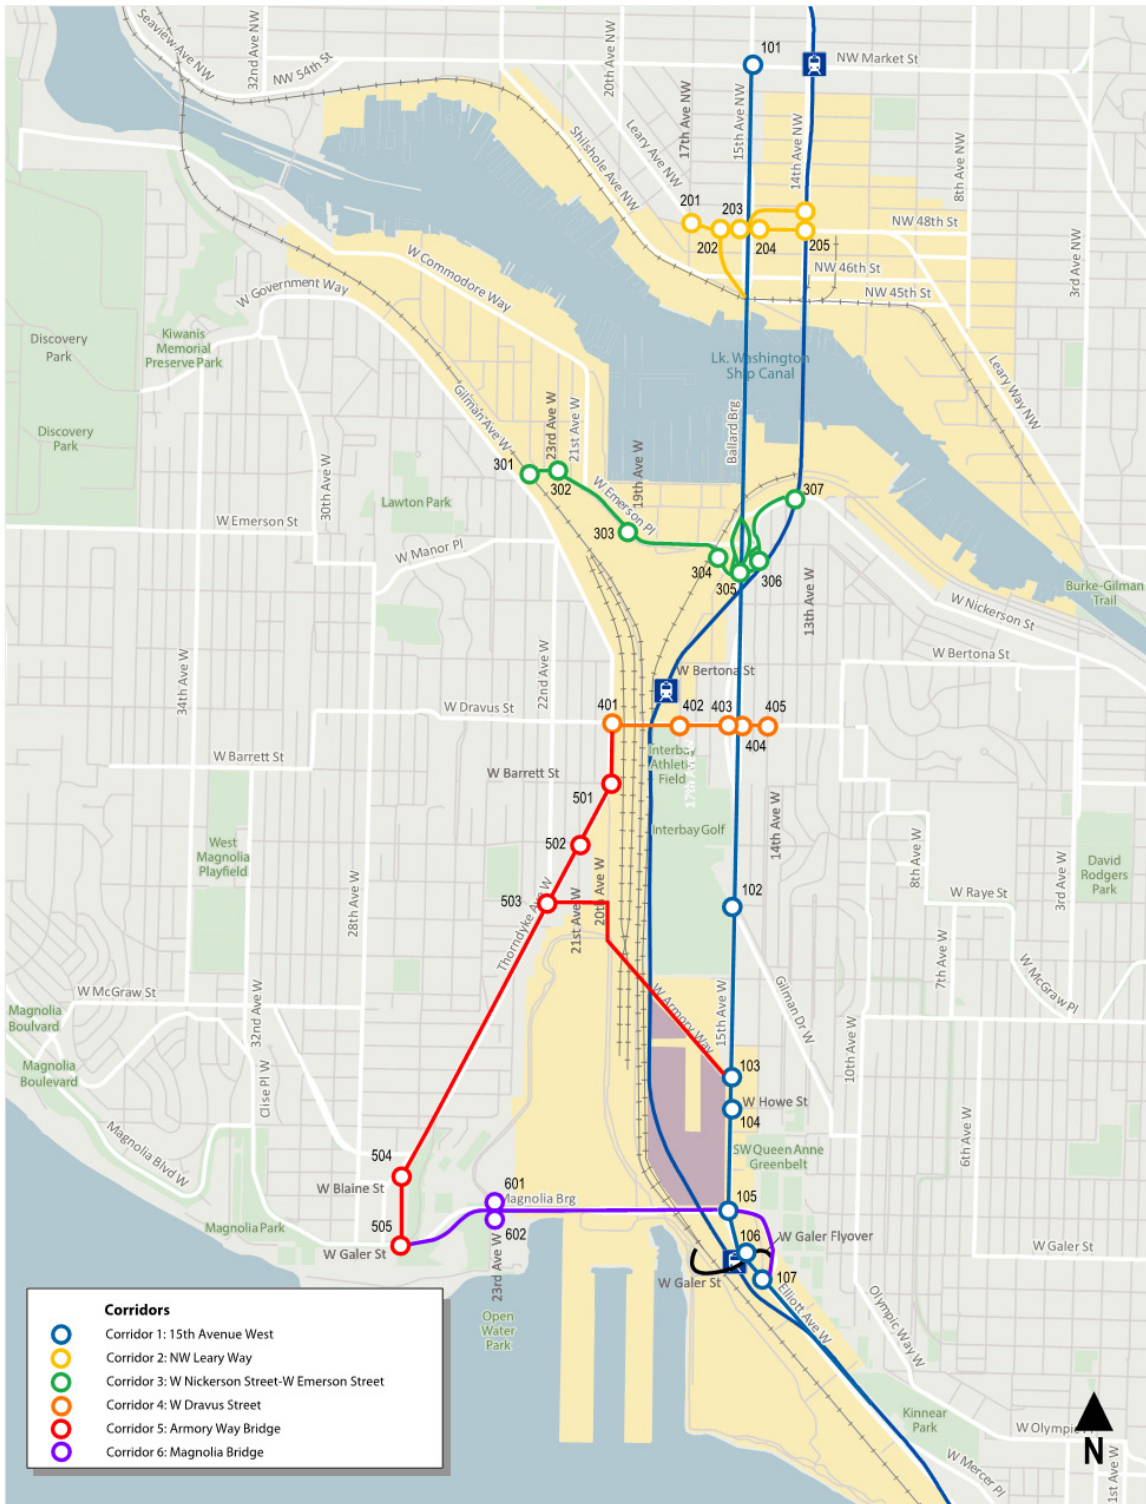 101
NW Market St
Seaview Ave NW
32nd Ave NW
NW 54th St
20th Ave NW
17th Ave NW
15th Ave NW
14th Ave NW
8th Ave NW
3rd Ave NW
Leary Ave NW
Shilshole Ave NW
201
203
202
204
205
NW 48th St
NW 46th St
NW 45th St
W Commodore Way
W Government Way
Discovery
Park
Kiwanis
Memorial
Preserve Park
Lk. Washington
Ship Canal
Leary Way NW
Gilman Ave W
23rd Ave W
21st Ave W
Ballard Brg
Discovery
Park
301
302
303
304
305
306
307
W Emerson Pl
19th Ave W
30th Ave W
Lawton Park
W Emerson St
W Manor Pl
13th Ave W
W Nickerson St
Burke-Gilman
Trail
W Bertona St
W Bertona St
34th Ave W
22nd Ave W
W Dravus St
401
402
403
405
404
W Barrett St
W Barrett St
Interbay
Athletic
Field
17th Ave W
501
502
503
Interbay Golf
14th Ave W
West
Magnolia
Playfield
28th Ave W
Thorndyke Ave W
21st Ave W
20th Ave W
102
8th Ave W
3rd Ave W
David
Rodgers
Park
W Raye St
7th Ave W
W McGraw Pl
W McGraw St
Magnolia
Boulvard
Magnolia
Boulevard
32nd Ave W
Clise Pl W
W Armory Way
15th Ave W
Gilman Dr W
10th Ave W
103
W Howe St
104
6th Ave W
SW Queen Anne
Greenbelt
Magnolia Blvd W
504
W Blaine St
505
Magnolia Park
W Galer St
601
Magnolia Brg
602
23rd Ave W
105
106
W Galer Flyover
W Galer St
W Galer St
107
Elliott Ave W
Olympic Way W
Open
Water
Park
Kinnear
Park
W Olympic Pl
W Mercer Pl
1st Ave W
N
Corridors
Corridor 1: 15th Avenue West
Corridor 2: NW Leary Way
Corridor 3: W Nickerson Street-W Emerson Street
Corridor 4: W Dravus Street
Corridor 5: Armory Way Bridge
Corridor 6: Magnolia Bridge